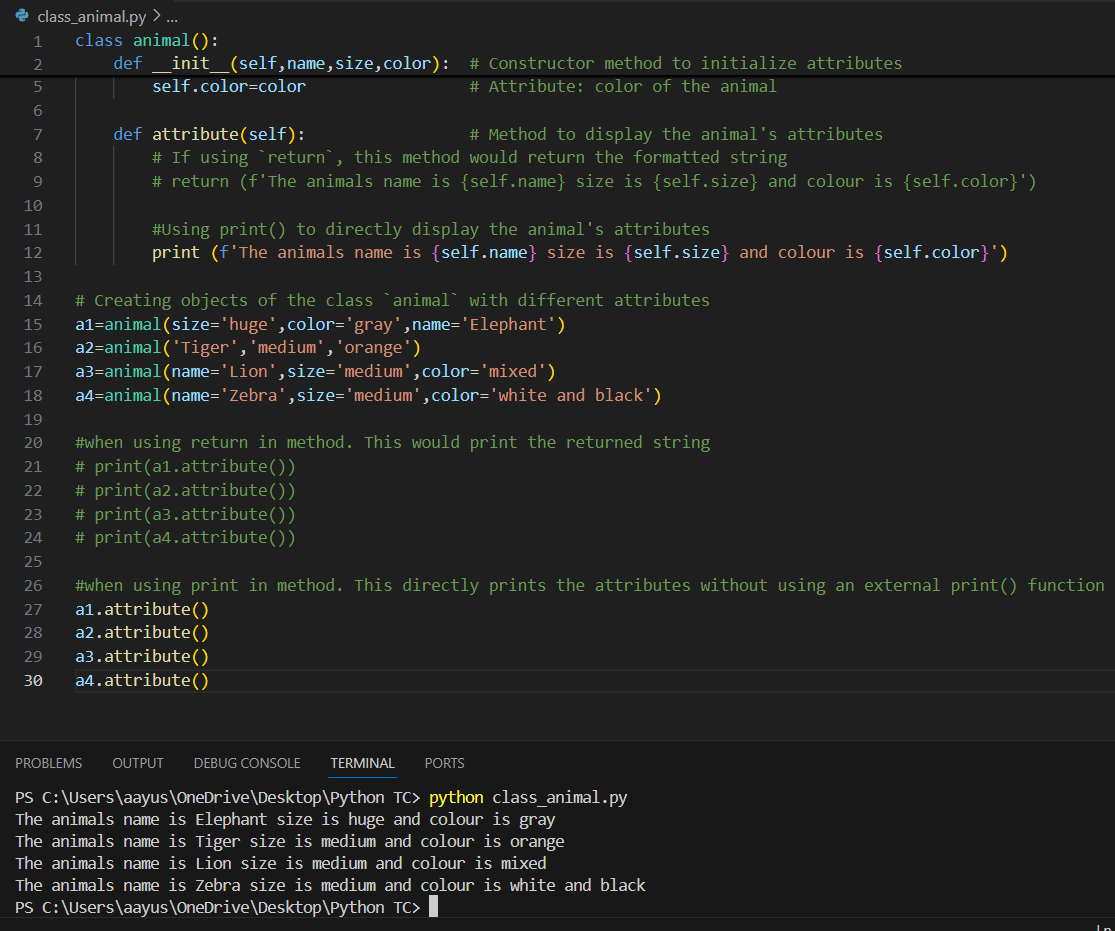 class_animal.py > ...
1 class animal():
2     def __init__(self,name,size,color):  # Constructor method to initialize attributes
5         self.color=color                 # Attribute: color of the animal
6
7     def attribute(self):                 # Method to display the animal's attributes
8         # If using `return`, this method would return the formatted string
9         # return (f'The animals name is {self.name} size is {self.size} and colour is {self.color}')
10
11         #Using print() to directly display the animal's attributes
12         print (f'The animals name is {self.name} size is {self.size} and colour is {self.color}')
13
14 # Creating objects of the class `animal` with different attributes
15 a1=animal(size='huge',color='gray',name='Elephant')
16 a2=animal('Tiger','medium','orange')
17 a3=animal(name='Lion',size='medium',color='mixed')
18 a4=animal(name='Zebra',size='medium',color='white and black')
19
20 #when using return in method. This would print the returned string
21 # print(a1.attribute())
22 # print(a2.attribute())
23 # print(a3.attribute())
24 # print(a4.attribute())
25
26 #when using print in method. This directly prints the attributes without using an external print() function
27 a1.attribute()
28 a2.attribute()
29 a3.attribute()
30 a4.attribute()
PROBLEMS OUTPUT DEBUG CONSOLE TERMINAL PORTS
PS C:\Users\aayus\OneDrive\Desktop\Python TC> python class_animal.py
The animals name is Elephant size is huge and colour is gray
The animals name is Tiger size is medium and colour is orange
The animals name is Lion size is medium and colour is mixed
The animals name is Zebra size is medium and colour is white and black
PS C:\Users\aayus\OneDrive\Desktop\Python TC>